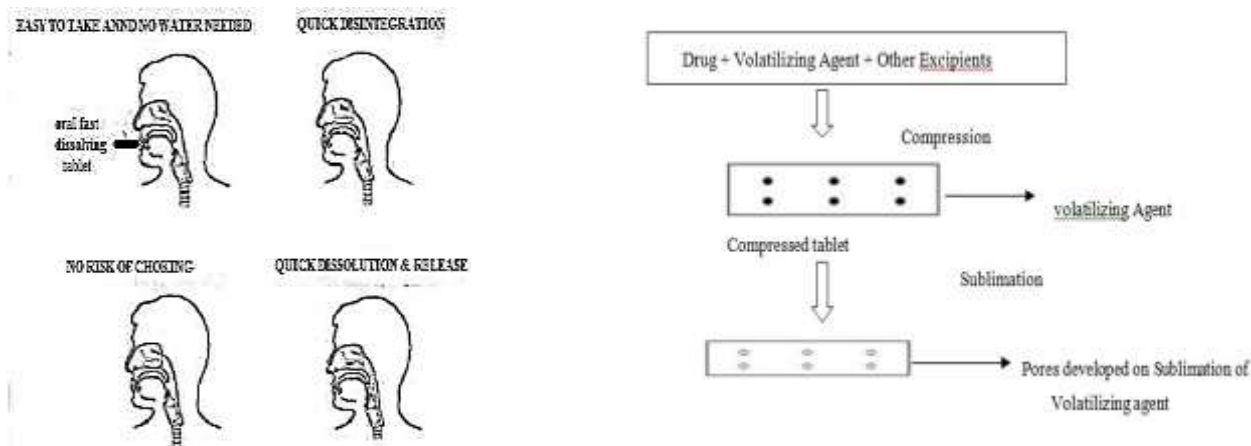 EASY TO TAKE ANND NO WATER NEEDED
QUICK DISINTEGRATION
oral fast
dissolving
tablet
NO RISK OF CHOKING
QUICK DISSOLUTION & RELEASE
Drug + Volatilizing Agent + Other Excipients
Compression
volatilizing Agent
Compressed tablet
Sublimation
Pores developed on Sublimation of
Volatilizing agent